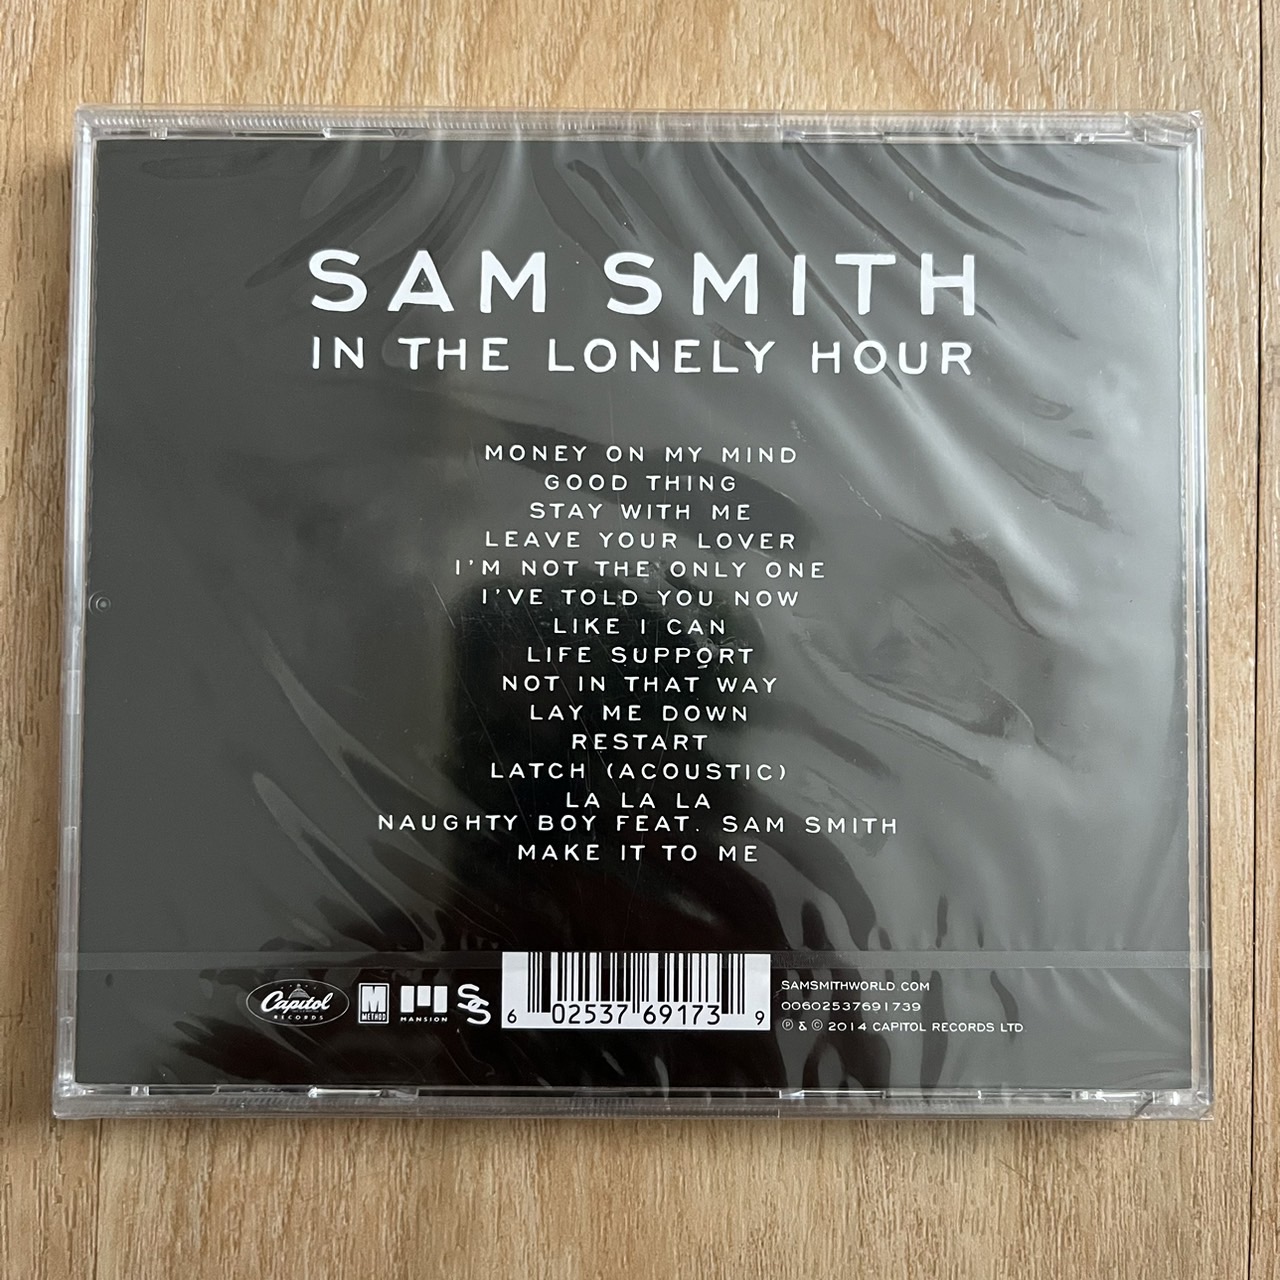 SAM SMITH
IN THE LONELY HOUR
MONEY ON MY MIND
GOOD THING
STAY WITH ME
LEAVE YOUR LOVER
I'M NOT THE ONLY ONE
I'VE TOLD YOU NOW
LIKE I CAN
LIFE SUPPORT
NOT IN THAT WAY
LAY ME DOWN
RESTART
LATCH (ACOUSTIC)
LA LA LA
NAUGHTY BOY FEAT. SAM SMITH
MAKE IT TO ME
Capitol
RECORDS
M
METHOD
MANSION
SS
6 02537 69173 9
SAMSMITHWORLD.COM
00602537691739
℗ & © 2014 CAPITOL RECORDS LTD